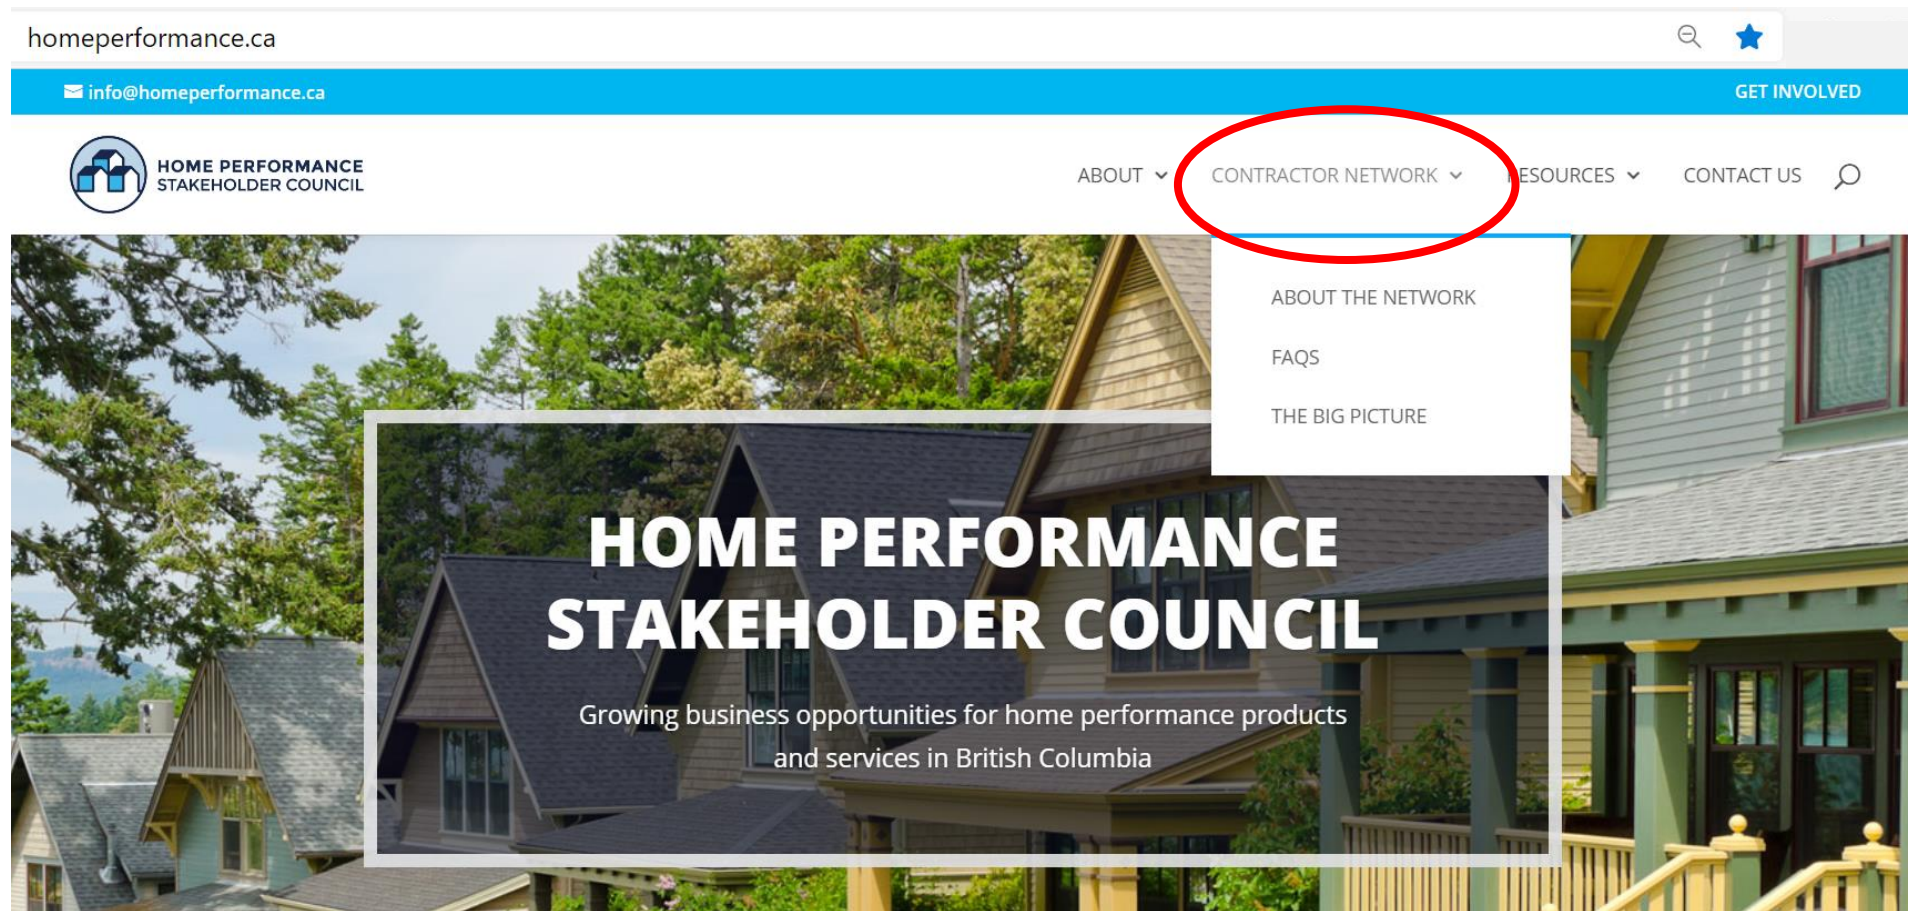 homeperformance.ca
info@homeperformance.ca
GET INVOLVED
HOME PERFORMANCE
STAKEHOLDER COUNCIL
ABOUT
CONTRACTOR NETWORK
RESOURCES
CONTACT US
ABOUT THE NETWORK
FAQS
THE BIG PICTURE
HOME PERFORMANCE
STAKEHOLDER COUNCIL
Growing business opportunities for home performance products
and services in British Columbia